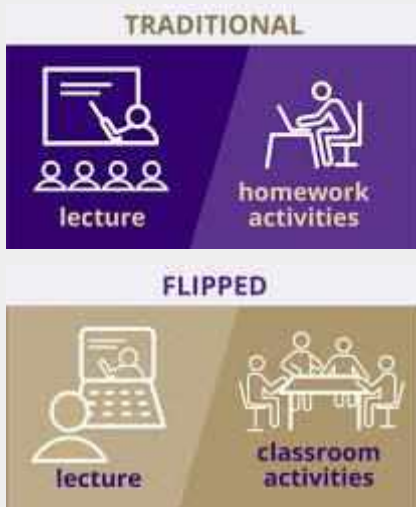 TRADITIONAL
lecture
homework
activities
FLIPPED
lecture
classroom
activities